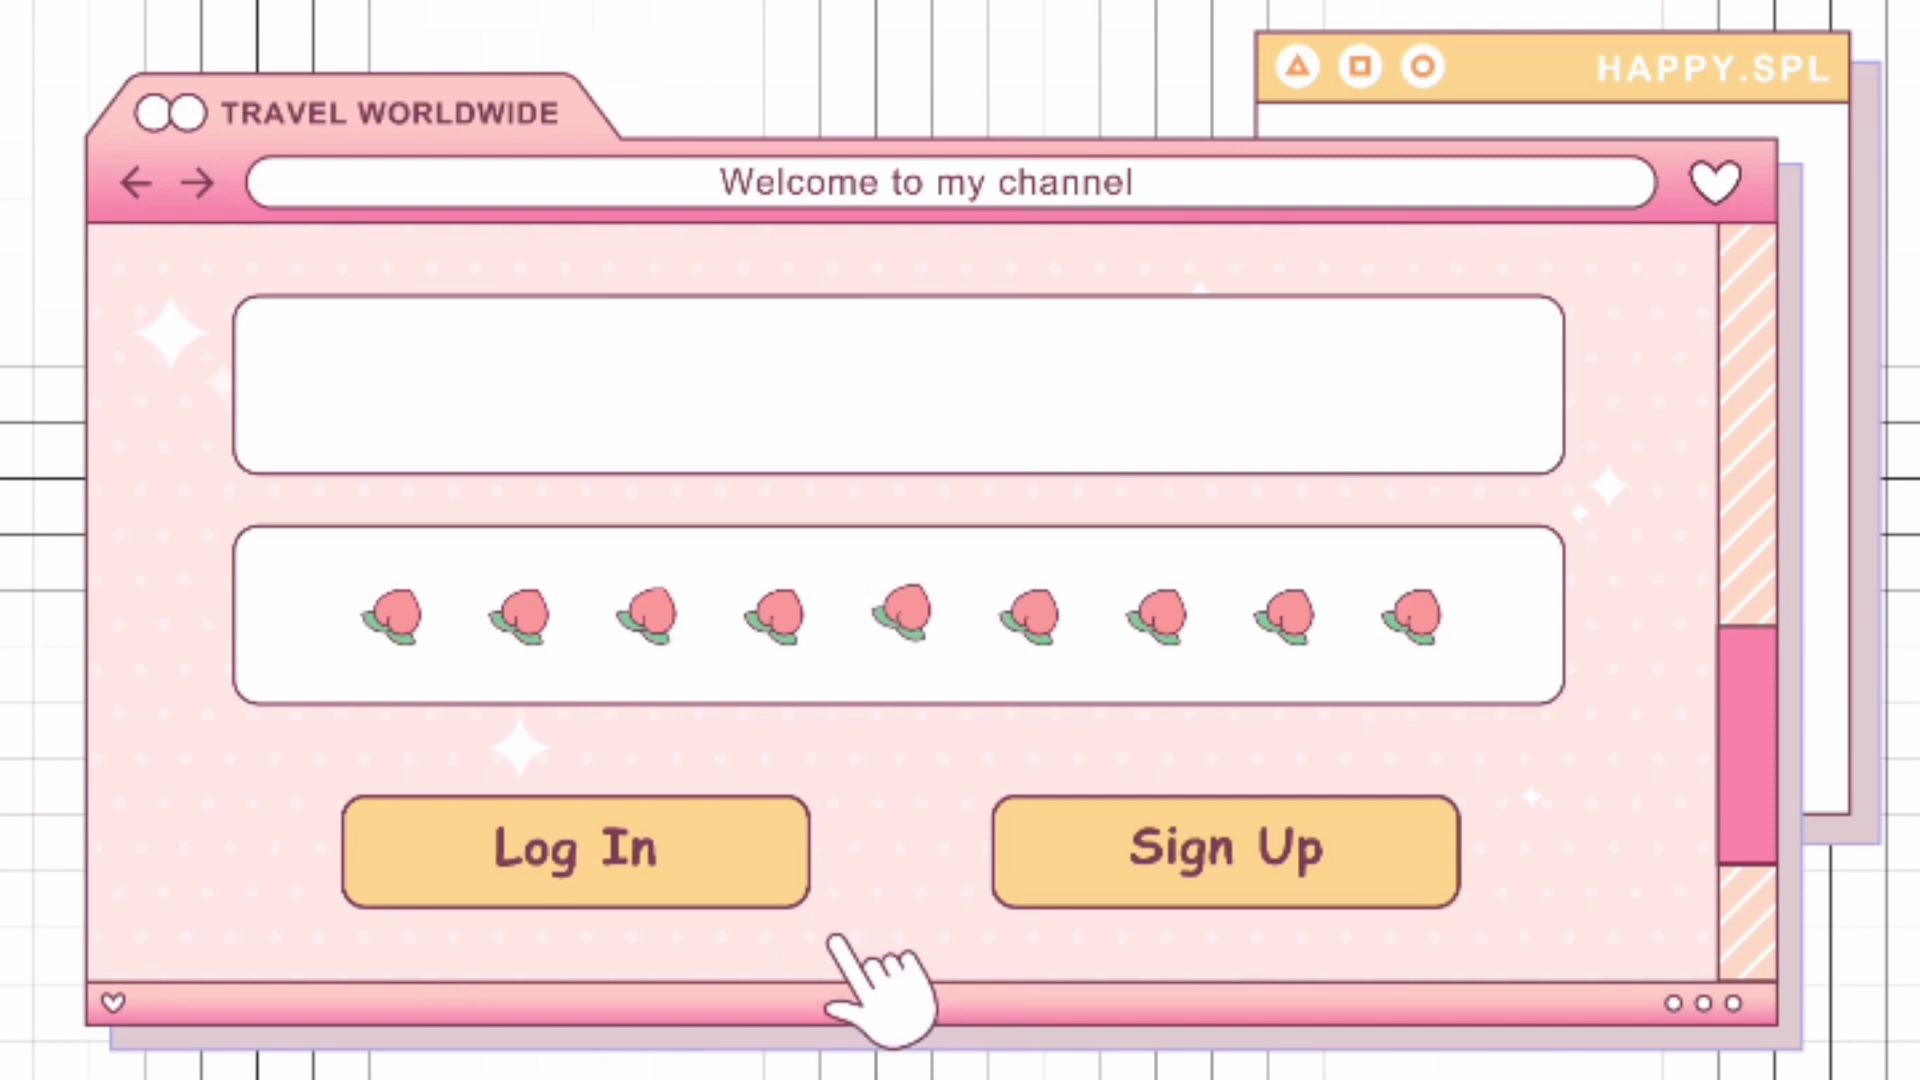 HAPPY.SPL
TRAVEL WORLDWIDE
Welcome to my channel
Log In
Sign Up